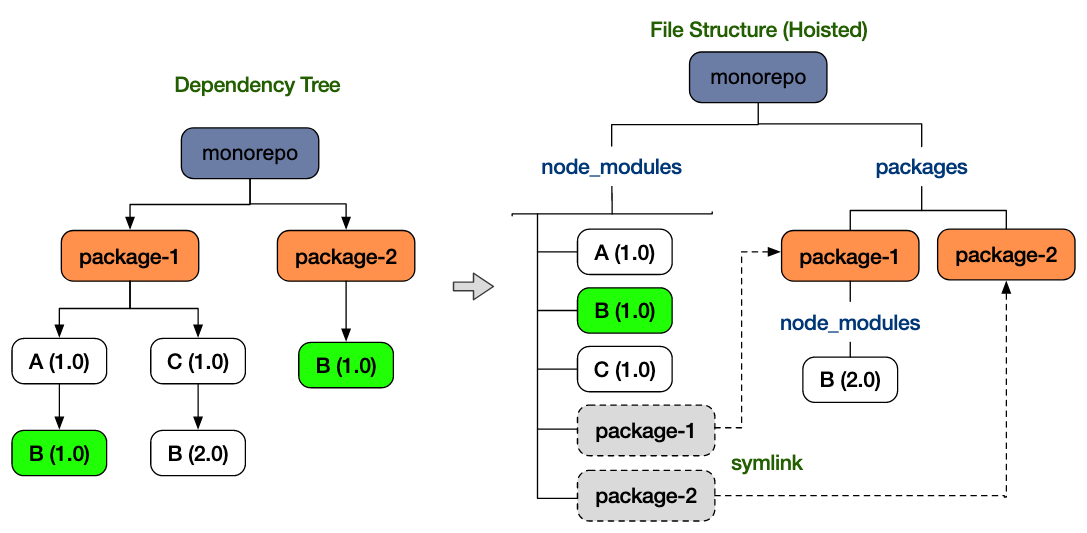 Dependency Tree
monorepo
package-1
package-2
A (1.0)
C (1.0)
B (1.0)
B (1.0)
B (2.0)
File Structure (Hoisted)
monorepo
node_modules
packages
A (1.0)
B (1.0)
C (1.0)
package-1
package-2
symlink
package-1
package-2
node_modules
B (2.0)